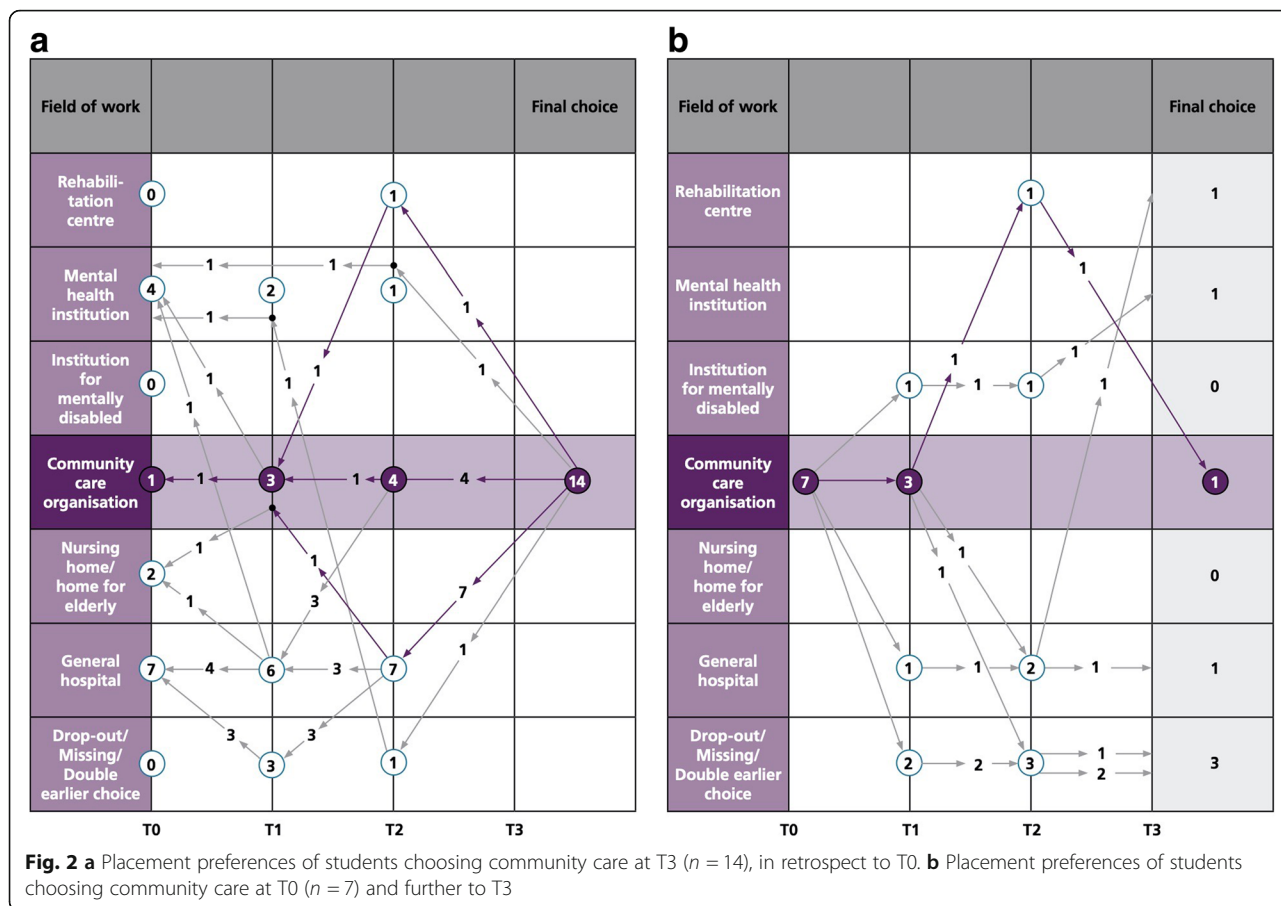 a
Field of work
Final choice
Rehabili-
tation
centre
0
1
Mental
health
institution
1
1
4
2
1
1
1
Institution
for
mentally
disabled
0
1
1
1
1
1
Community
care
organisation
1
1
3
1
4
4
14
Nursing
home/
home for
elderly
1
2
1
1
3
7
General
hospital
7
4
6
3
7
1
Drop-out/
Missing/
Double
earlier choice
3
3
0
3
1
T0
T1
T2
T3
b
Field of work
Final choice
Rehabilitation
centre
1
1
Mental health
institution
1
1
Institution
for mentally
disabled
1
1
1
1
1
1
0
Community
care
organisation
7
3
1
Nursing
home/
home for
elderly
1
1
0
General
hospital
1
1
2
1
1
Drop-out/
Missing/
Double
earlier choice
2
2
3
1
2
3
T0
T1
T2
T3
Fig. 2 a Placement preferences of students choosing community care at T3 (n = 14), in retrospect to T0. b Placement preferences of students
choosing community care at T0 (n = 7) and further to T3